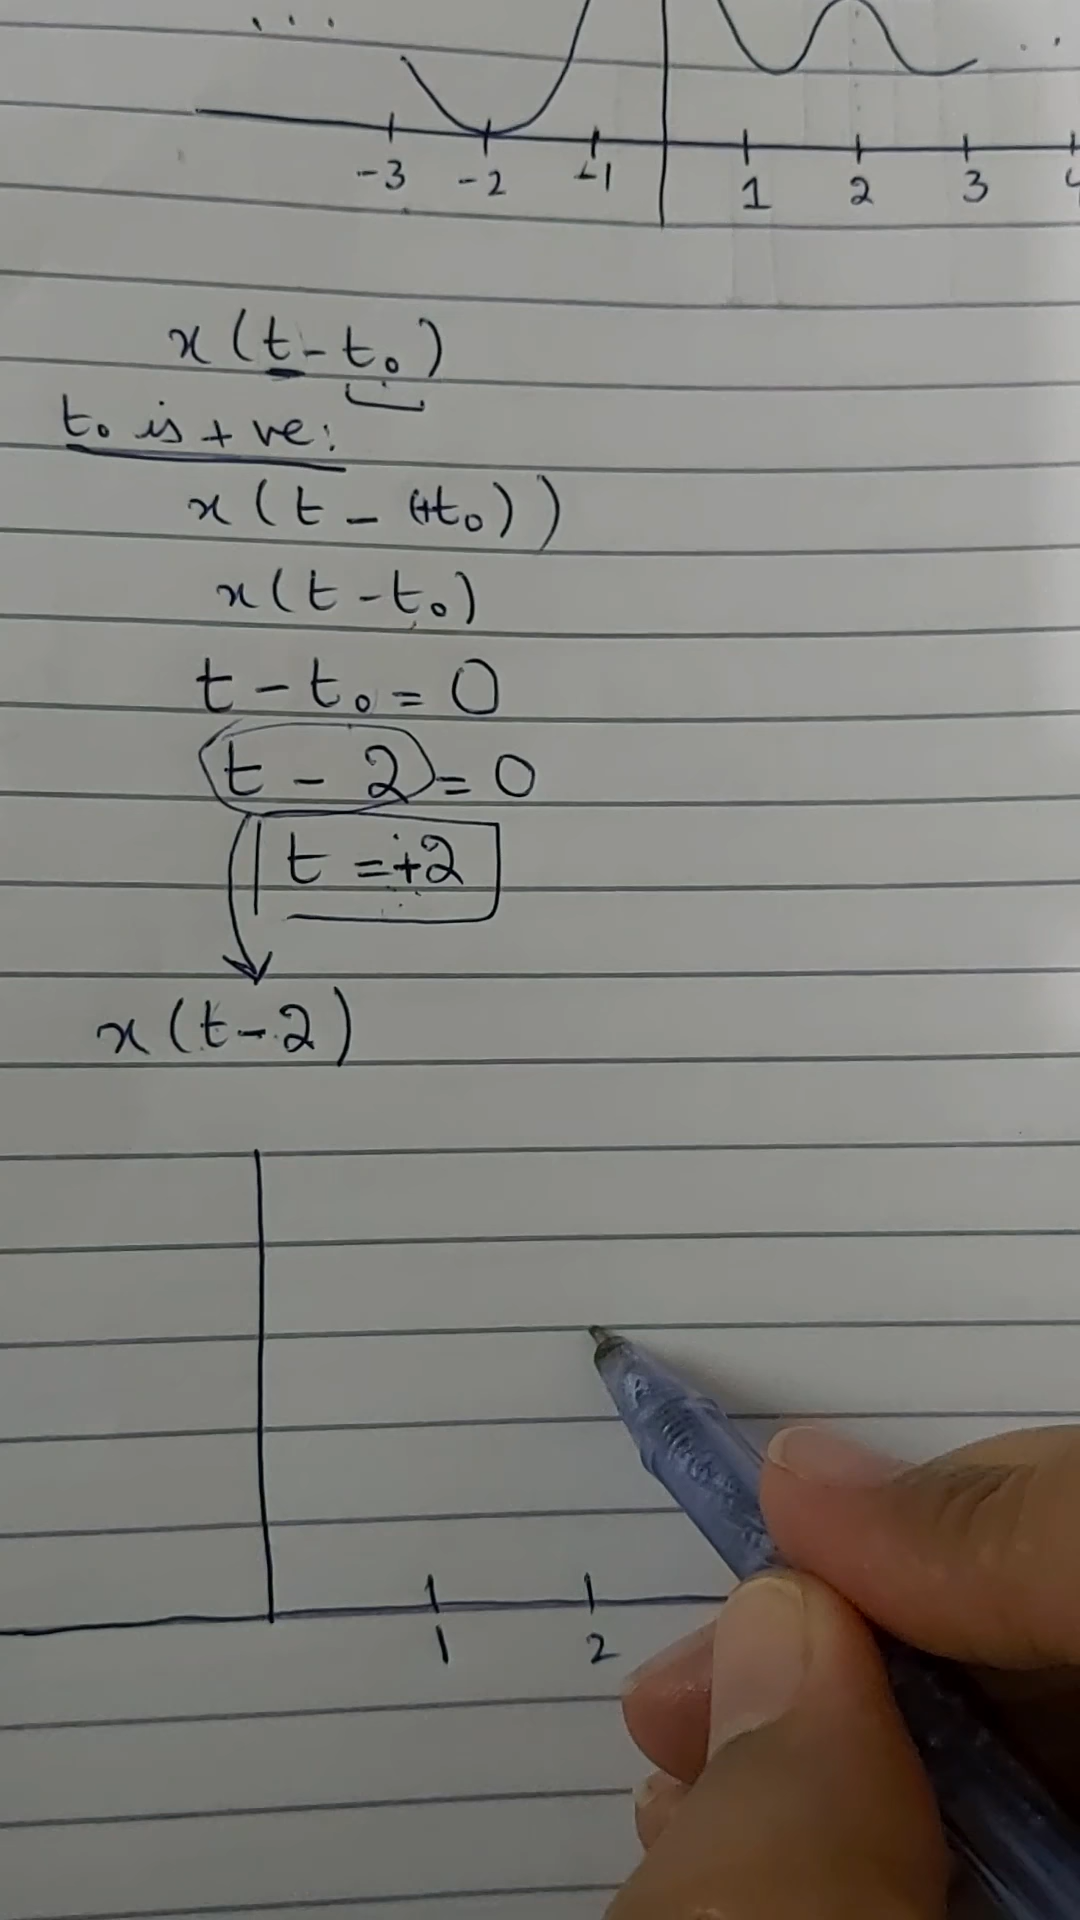 ....
..
-3 -2 -1 1 2 3
x(t-t₀)
t₀ is +ve:
x(t-(+t₀))
x(t-t₀)
t-t₀=0
t-2=0
t=+2
x(t-2)
1 2